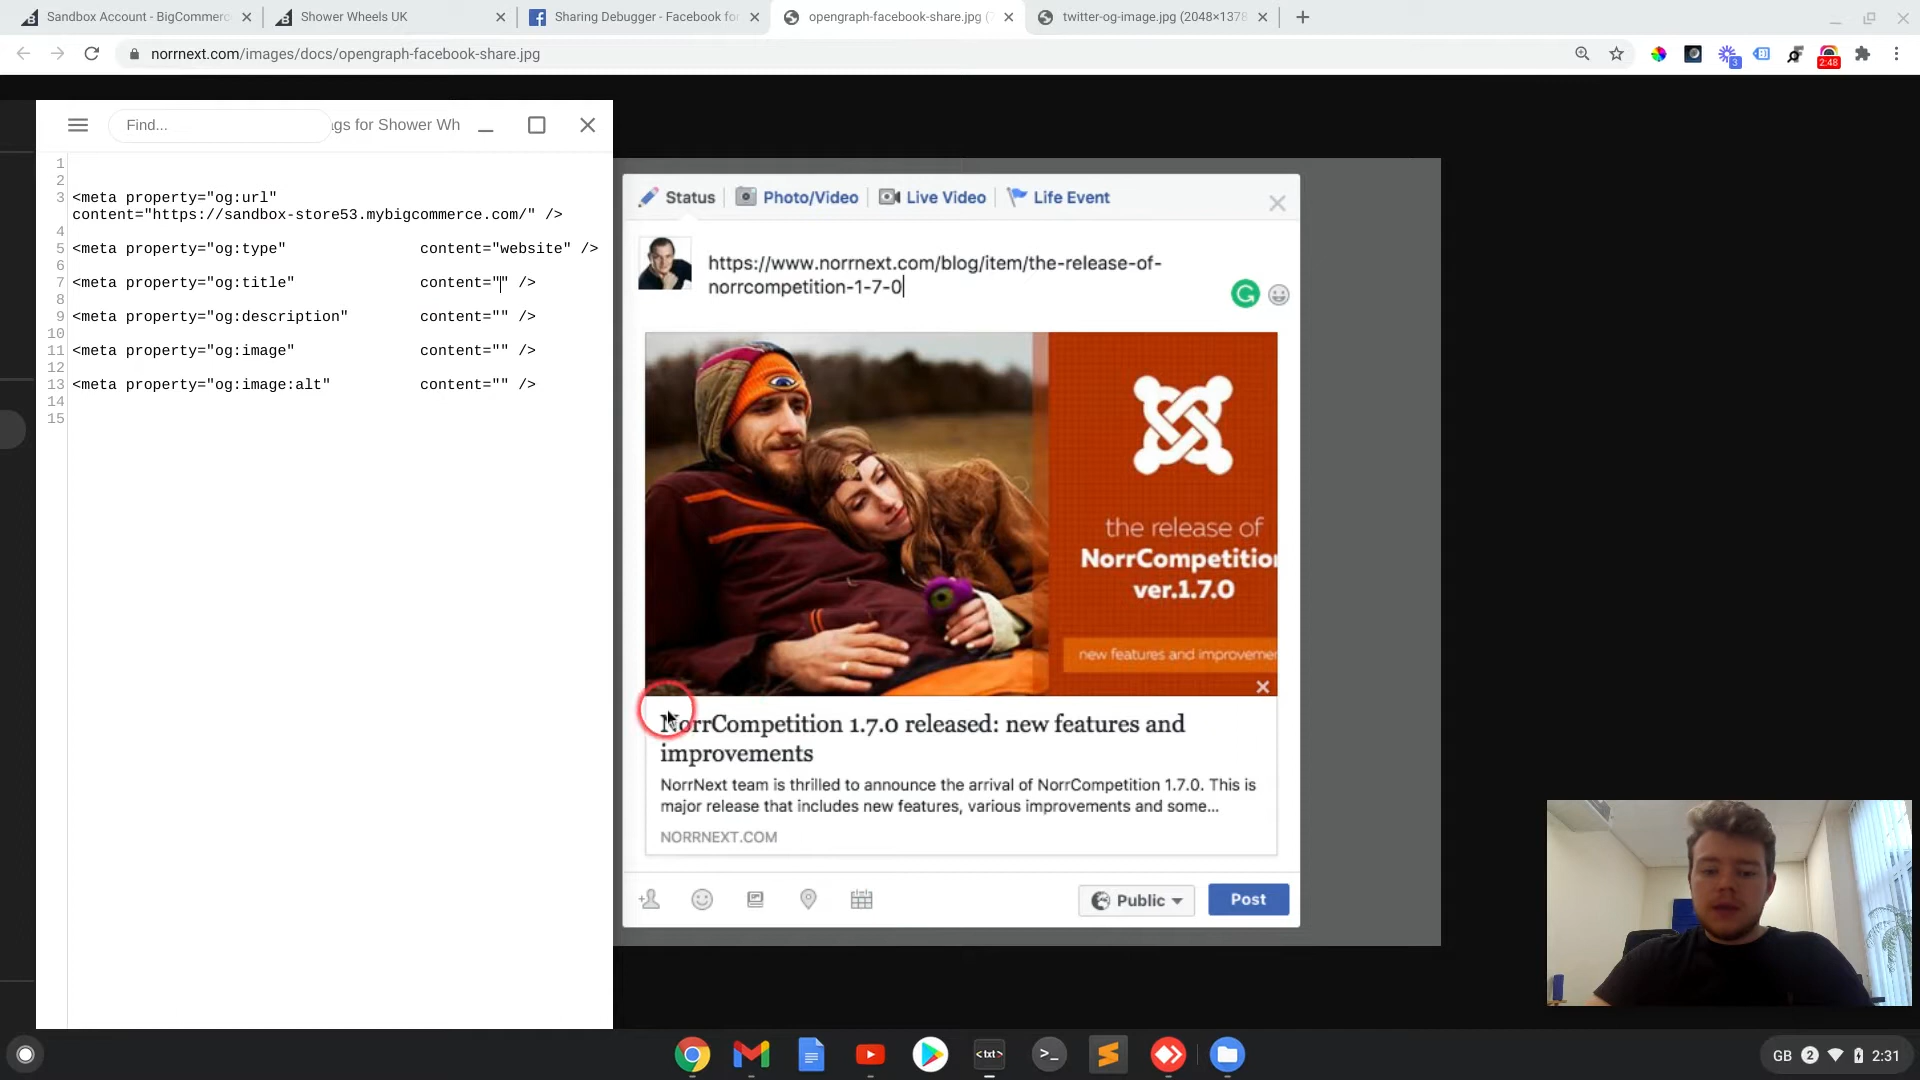 Sandbox Account - BigCommerc
Shower Wheels UK
Sharing Debugger - Facebook for
opengraph-facebook-share.jpg (
twitter-og-image.jpg (2048×1378
norrnext.com/images/docs/opengraph-facebook-share.jpg
3
2:48
Find...
ags for Shower Wh
1
2
3 <meta property="og:url"
content="https://sandbox-store53.mybigcommerce.com/" />
4
5 <meta property="og:type" content="website" />
6
7 <meta property="og:title" content="" />
8
9 <meta property="og:description" content="" />
10
11 <meta property="og:image" content="" />
12
13 <meta property="og:image:alt" content="" />
14
15
Status Photo/Video Live Video Life Event
https://www.norrnext.com/blog/item/the-release-of-
norrcompetition-1-7-0
the release of
NorrCompetition
ver.1.7.0
new features and improvemen
NorrCompetition 1.7.0 released: new features and
improvements
NorrNext team is thrilled to announce the arrival of NorrCompetition 1.7.0. This is
major release that includes new features, various improvements and some...
NORRNEXT.COM
Public
Post
<txt>
>_
GB 2 2:31